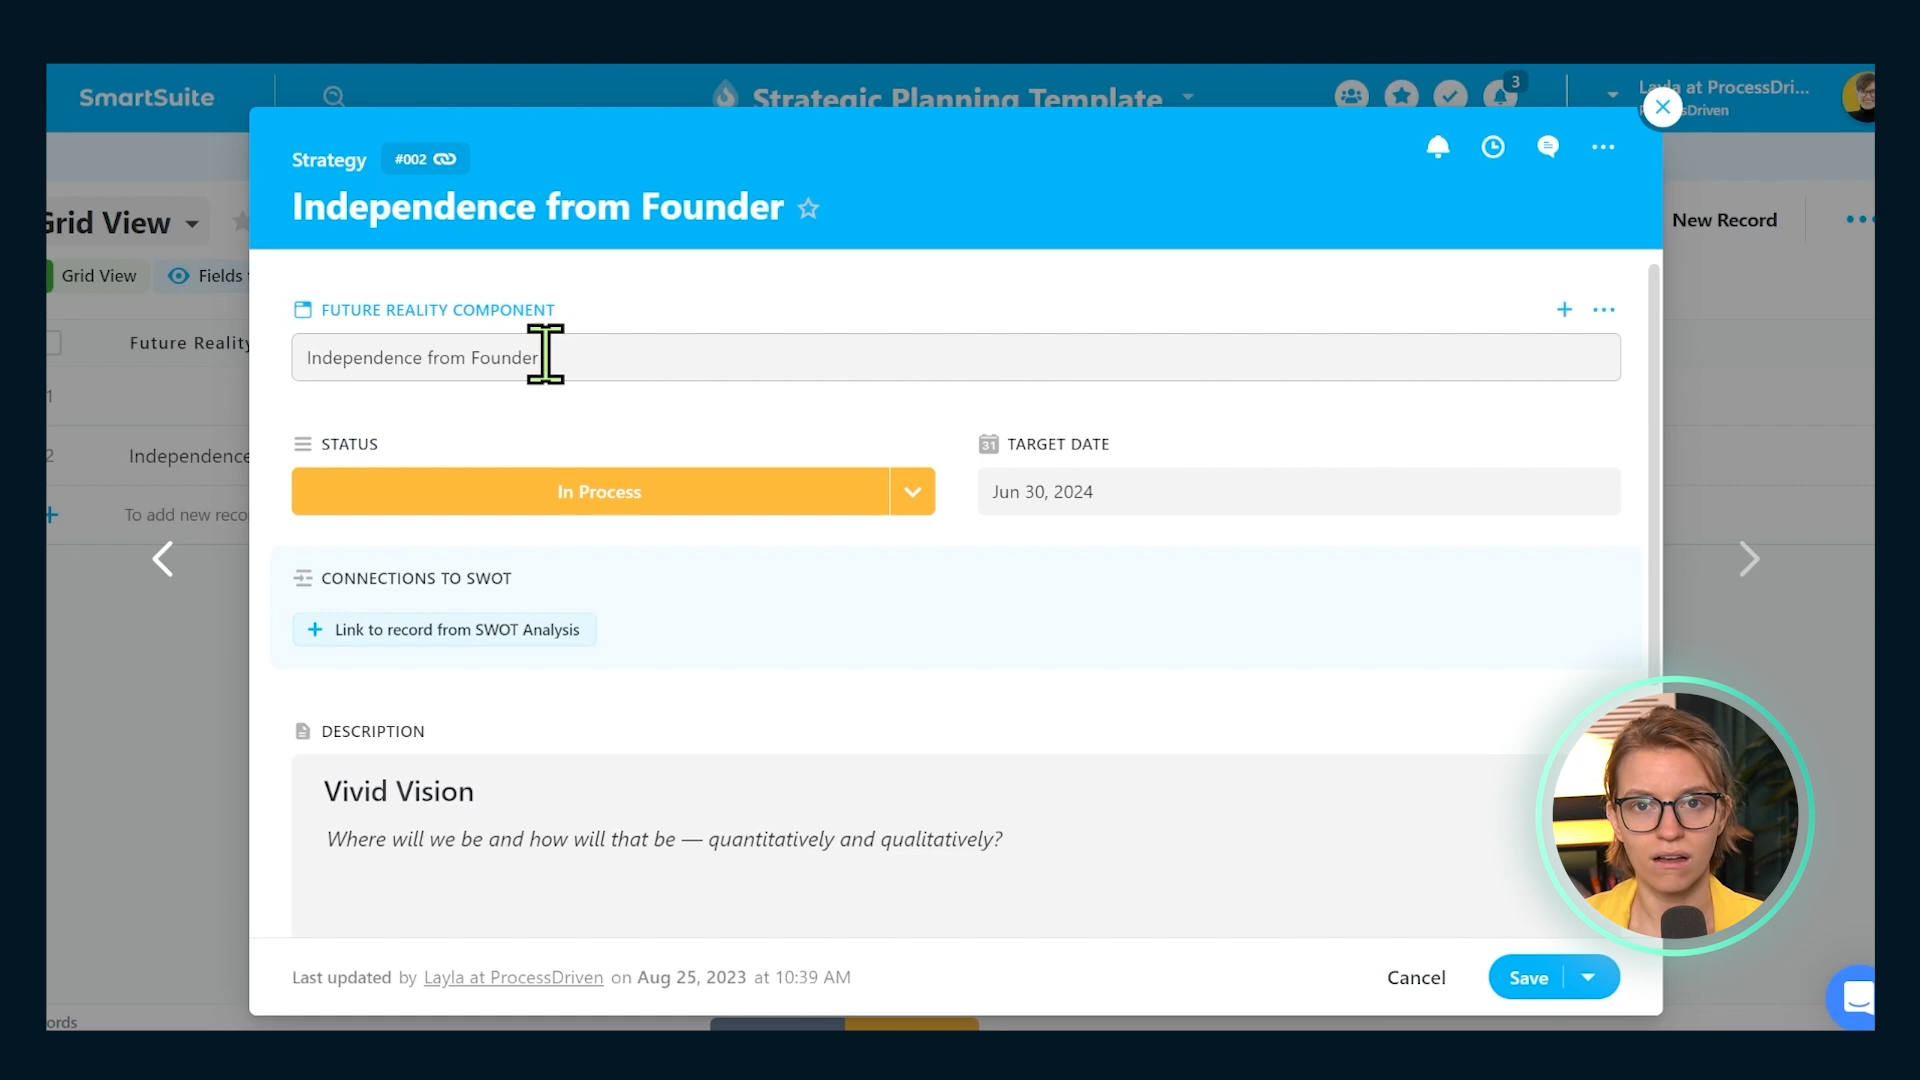 SmartSuite
Strategic Planning Template
3
Layla at ProcessDri...
sDriven
Strategy
#002
Independence from Founder
Grid View
New Record
Grid View
Fields
FUTURE REALITY COMPONENT
Future Reality
Independence from Founder
1
STATUS
31
TARGET DATE
2
Independence
In Process
Jun 30, 2024
To add new reco
CONNECTIONS TO SWOT
Link to record from SWOT Analysis
DESCRIPTION
Vivid Vision
Where will we be and how will that be — quantitatively and qualitatively?
Last updated by Layla at ProcessDriven on Aug 25, 2023 at 10:39 AM
Cancel
Save
ords